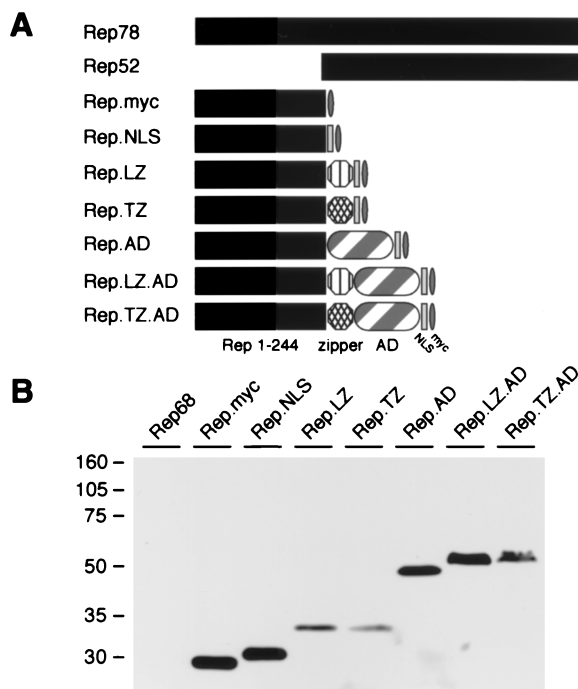 A
Rep78
Rep52
Rep.myc
Rep.NLS
Rep.LZ
Rep.TZ
Rep.AD
Rep.LZ.AD
Rep.TZ.AD
Rep 1-244 zipper AD NLS myc
B
Rep68 Rep.myc Rep.NLS Rep.LZ Rep.TZ Rep.AD Rep.LZ.AD Rep.TZ.AD
160
105
75
50
35
30